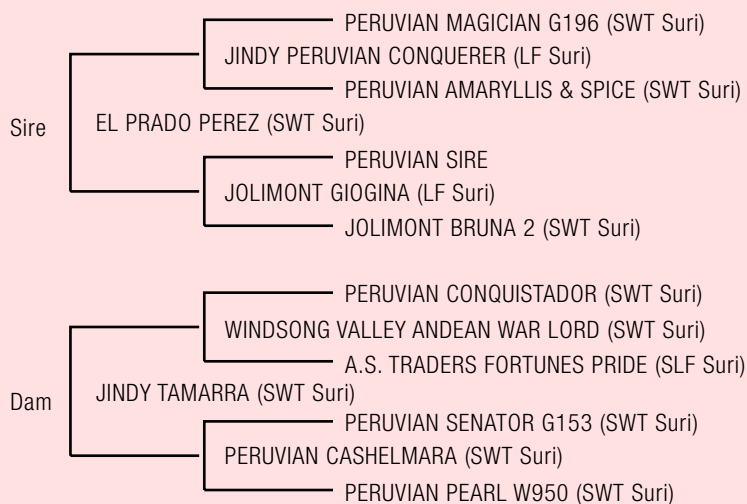 PERUVIAN MAGICIAN G196 (SWT Suri)
JINDY PERUVIAN CONQUERER (LF Suri)
PERUVIAN AMARYLLIS & SPICE (SWT Suri)
Sire
EL PRADO PEREZ (SWT Suri)
PERUVIAN SIRE
JOLIMONT GIOGINA (LF Suri)
JOLIMONT BRUNA 2 (SWT Suri)
PERUVIAN CONQUISTADOR (SWT Suri)
WINDSONG VALLEY ANDEAN WAR LORD (SWT Suri)
A.S. TRADERS FORTUNES PRIDE (SLF Suri)
Dam
JINDY TAMARRA (SWT Suri)
PERUVIAN SENATOR G153 (SWT Suri)
PERUVIAN CASHELMARA (SWT Suri)
PERUVIAN PEARL W950 (SWT Suri)